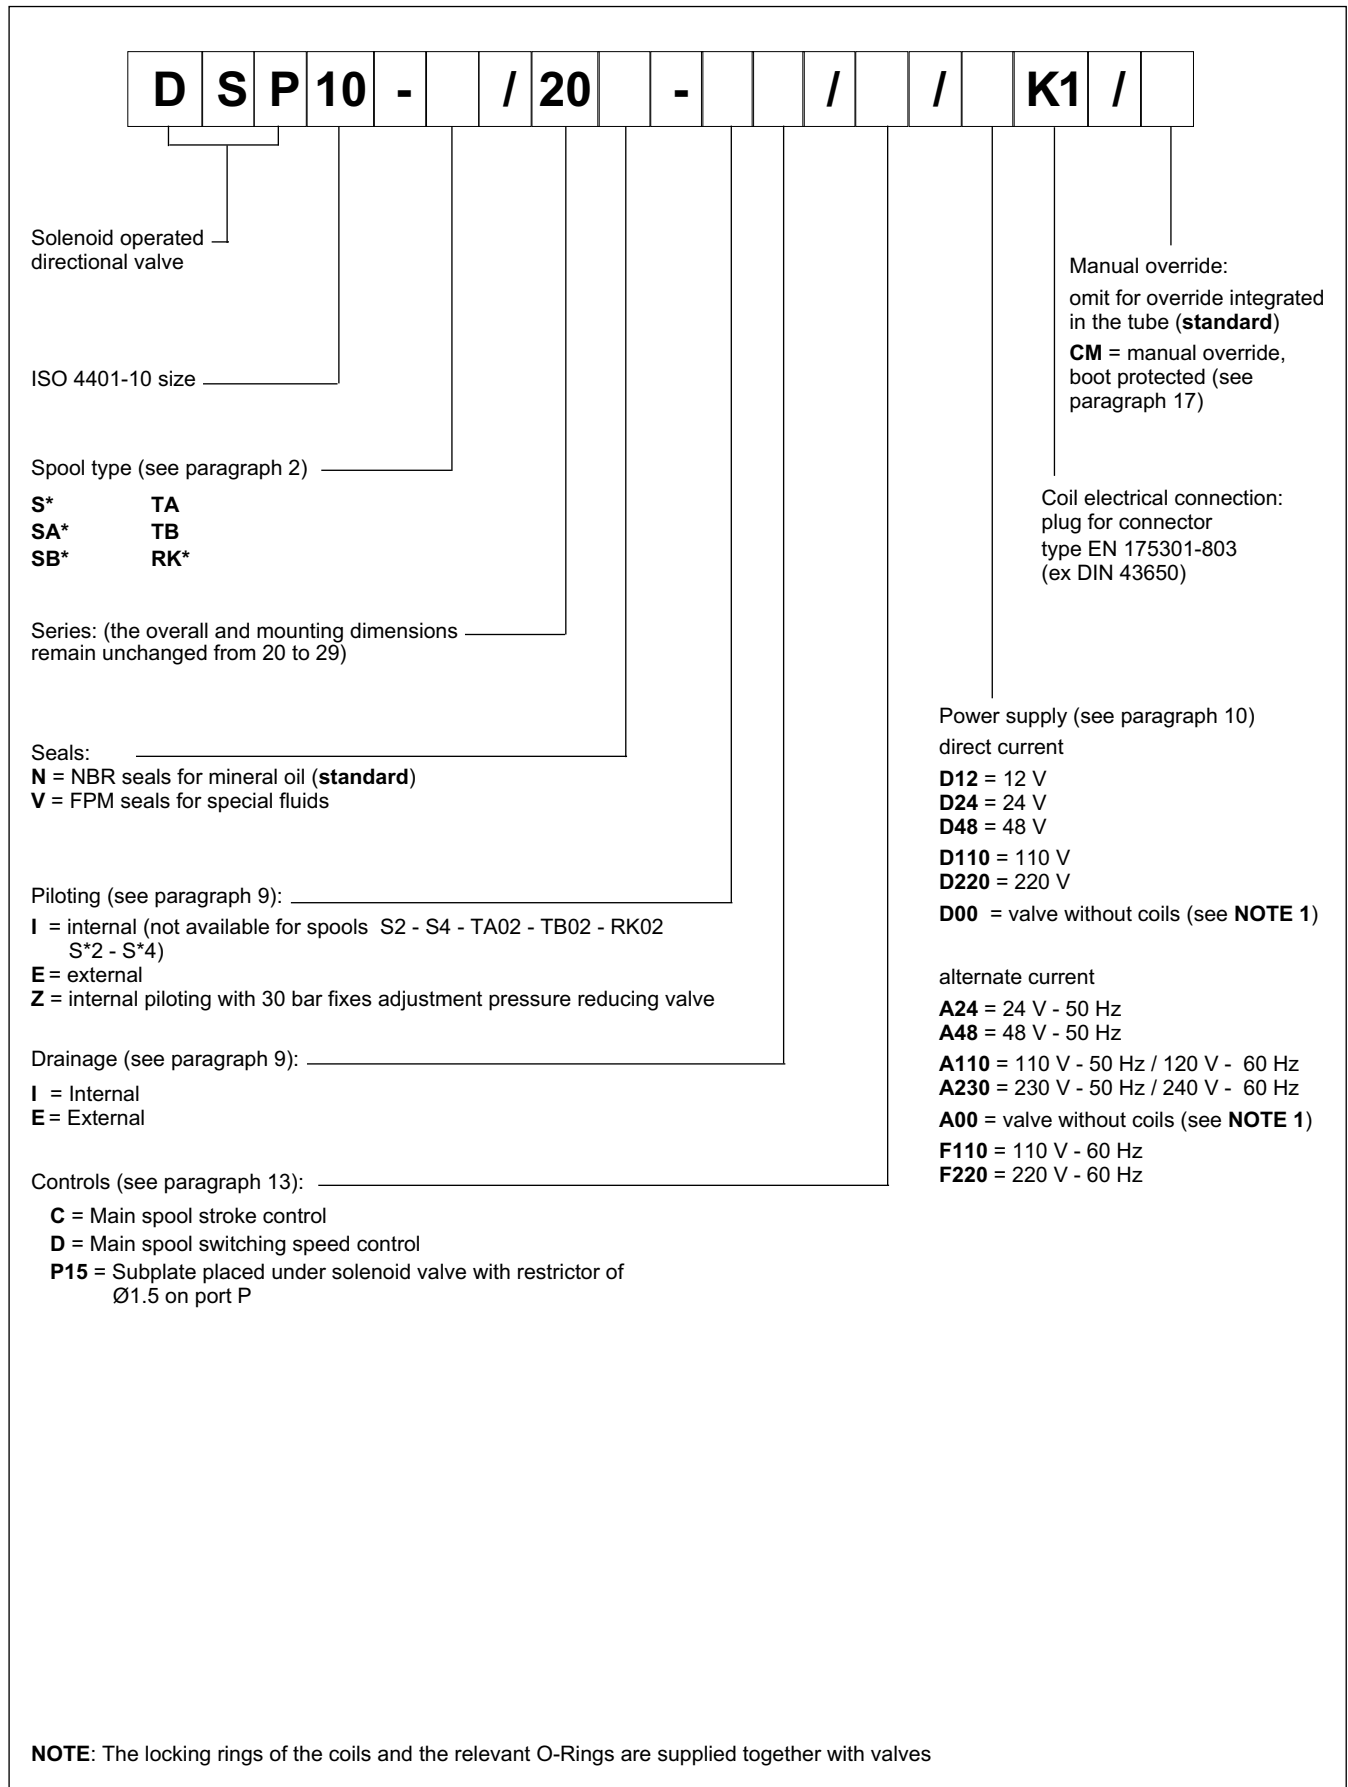 D S P 10 - / 20 - / / K1 /
Solenoid operated
directional valve
ISO 4401-10 size
Spool type (see paragraph 2)
S* TA
SA* TB
SB* RK*
Series: (the overall and mounting dimensions
remain unchanged from 20 to 29)
Seals:
N = NBR seals for mineral oil (standard)
V = FPM seals for special fluids
Piloting (see paragraph 9):
I = internal (not available for spools S2 - S4 - TA02 - TB02 - RK02
S*2 - S*4)
E = external
Z = internal piloting with 30 bar fixes adjustment pressure reducing valve
Drainage (see paragraph 9):
I = Internal
E = External
Controls (see paragraph 13):
C = Main spool stroke control
D = Main spool switching speed control
P15 = Subplate placed under solenoid valve with restrictor of
Ø1.5 on port P
Manual override:
omit for override integrated
in the tube (standard)
CM = manual override,
boot protected (see
paragraph 17)
Coil electrical connection:
plug for connector
type EN 175301-803
(ex DIN 43650)
Power supply (see paragraph 10)
direct current
D12 = 12 V
D24 = 24 V
D48 = 48 V
D110 = 110 V
D220 = 220 V
D00 = valve without coils (see NOTE 1)
alternate current
A24 = 24 V - 50 Hz
A48 = 48 V - 50 Hz
A110 = 110 V - 50 Hz / 120 V - 60 Hz
A230 = 230 V - 50 Hz / 240 V - 60 Hz
A00 = valve without coils (see NOTE 1)
F110 = 110 V - 60 Hz
F220 = 220 V - 60 Hz
NOTE: The locking rings of the coils and the relevant O-Rings are supplied together with valves